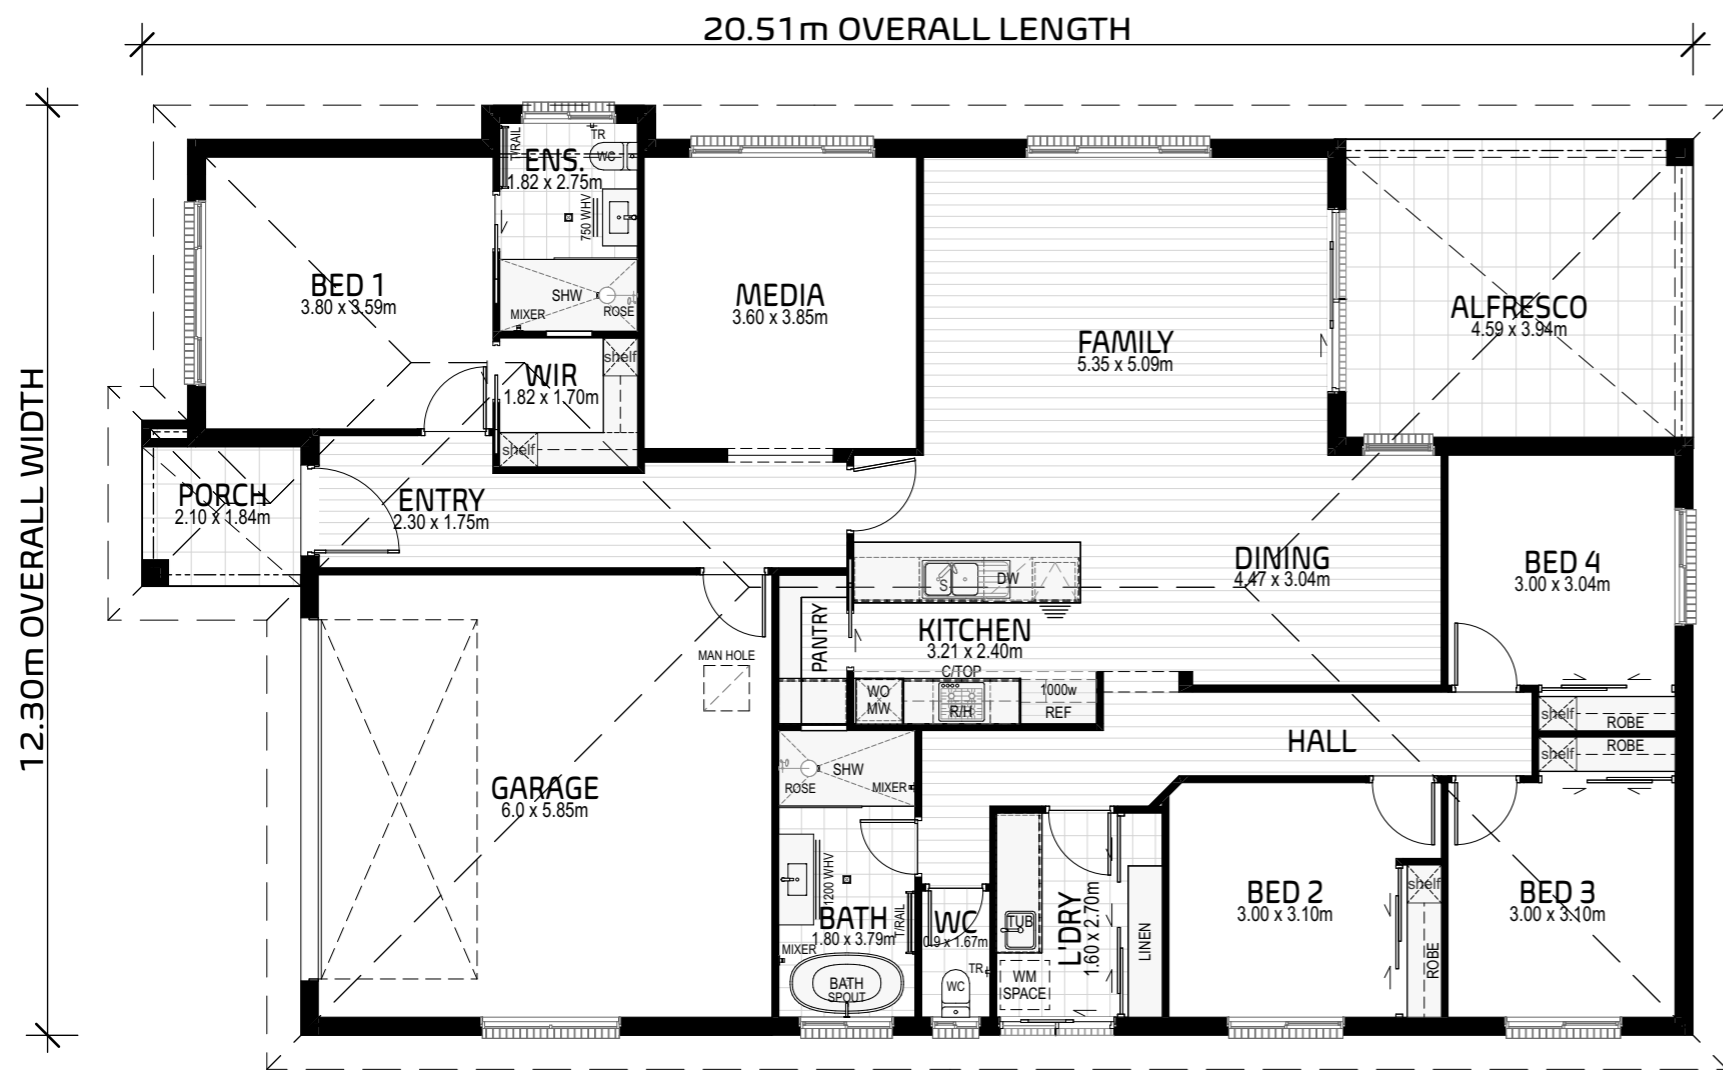 20.51m OVERALL LENGTH
12.30m OVERALL WIDTH
T/RAIL
TR
WC
ENS.
1.82 x 2.75m
750 WHV
SHW
MIXER
ROSE
BED 1
3.80 x 3.59m
WIR
1.82 x 1.70m
shelf
shelf
MEDIA
3.60 x 3.85m
FAMILY
5.35 x 5.09m
ALFRESCO
4.59 x 3.94m
PORCH
2.10 x 1.84m
ENTRY
2.30 x 1.75m
DINING
4.47 x 3.04m
BED 4
3.00 x 3.04m
S
DW
KITCHEN
3.21 x 2.40m
C/TOP
PANTRY
WO
MW
R/H
1000w
REF
MAN HOLE
HALL
shelf
ROBE
shelf
ROBE
GARAGE
6.0 x 5.85m
SHW
ROSE
MIXER
1200 WHV
BATH
1.80 x 3.79m
T/RAIL
MIXER
BATH
SPOUT
WC
0.9 x 1.67m
TR
WC
L'DRY
1.60 x 2.70m
TUB
WM
SPACE
LINEN
BED 2
3.00 x 3.10m
shelf
ROBE
BED 3
3.00 x 3.10m